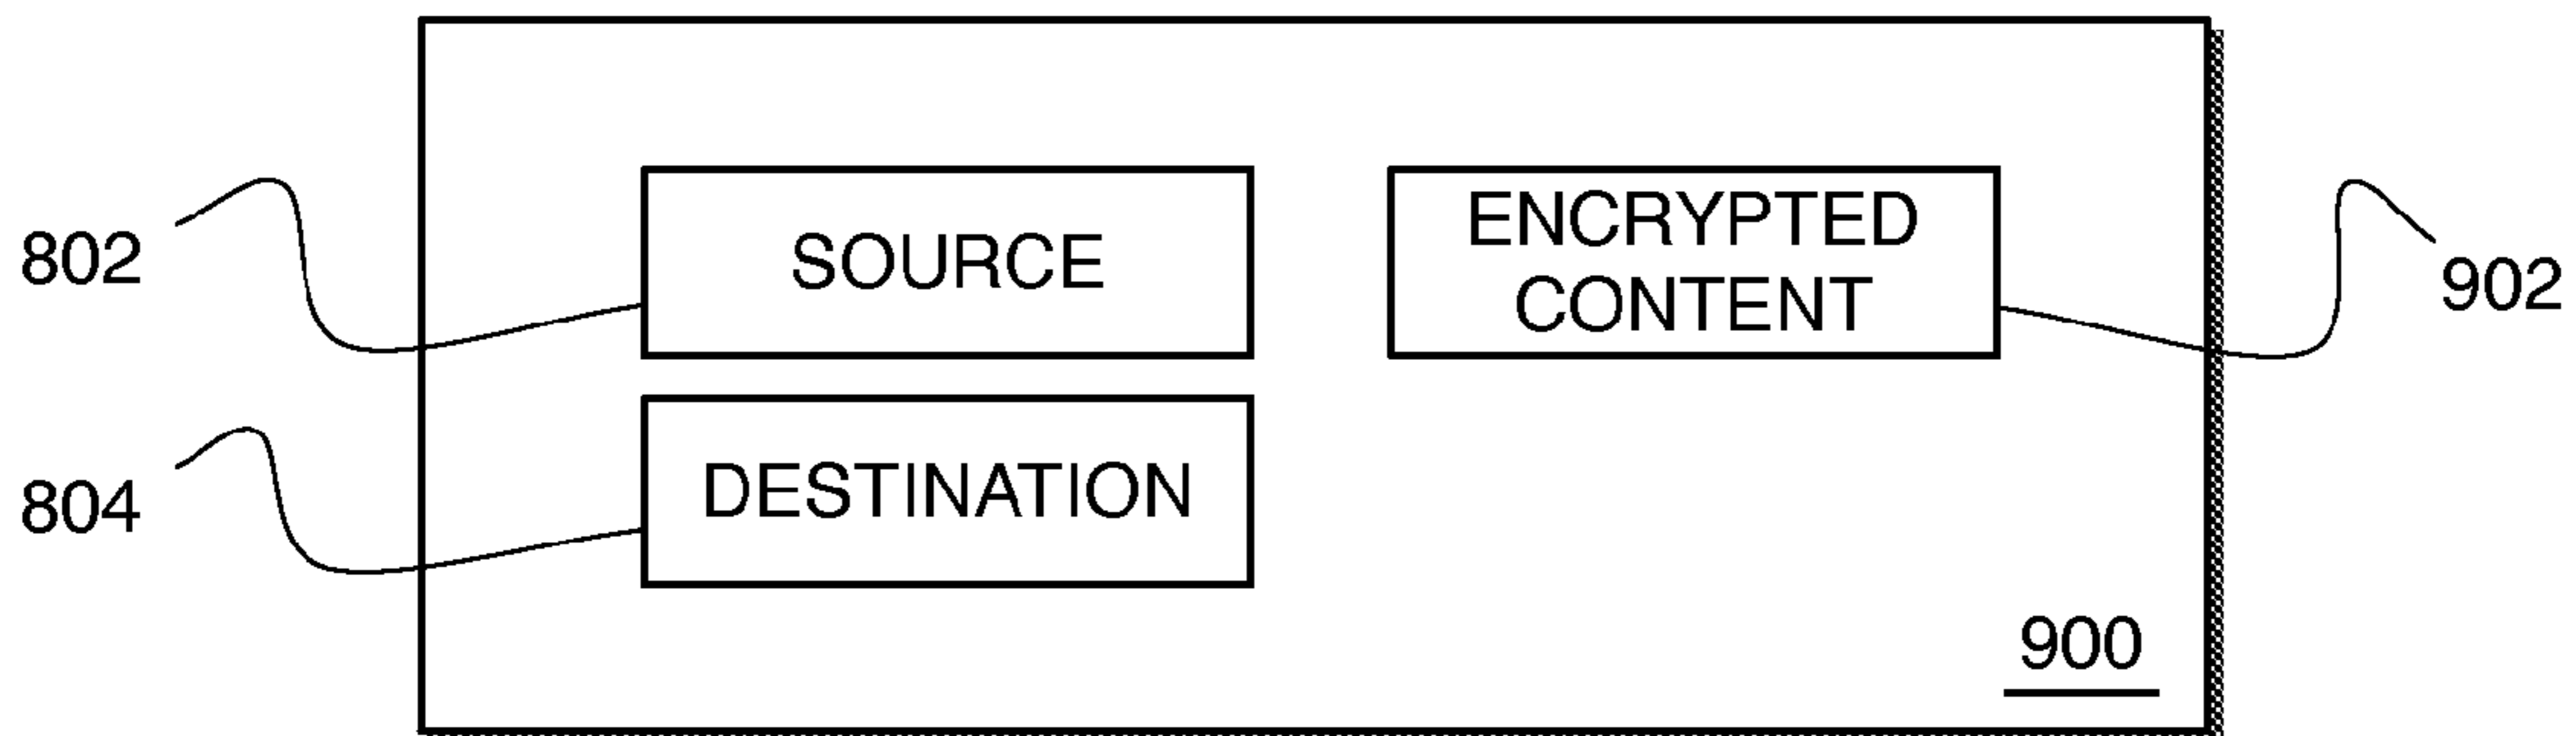 802
SOURCE
ENCRYPTED
CONTENT
902
804
DESTINATION
900